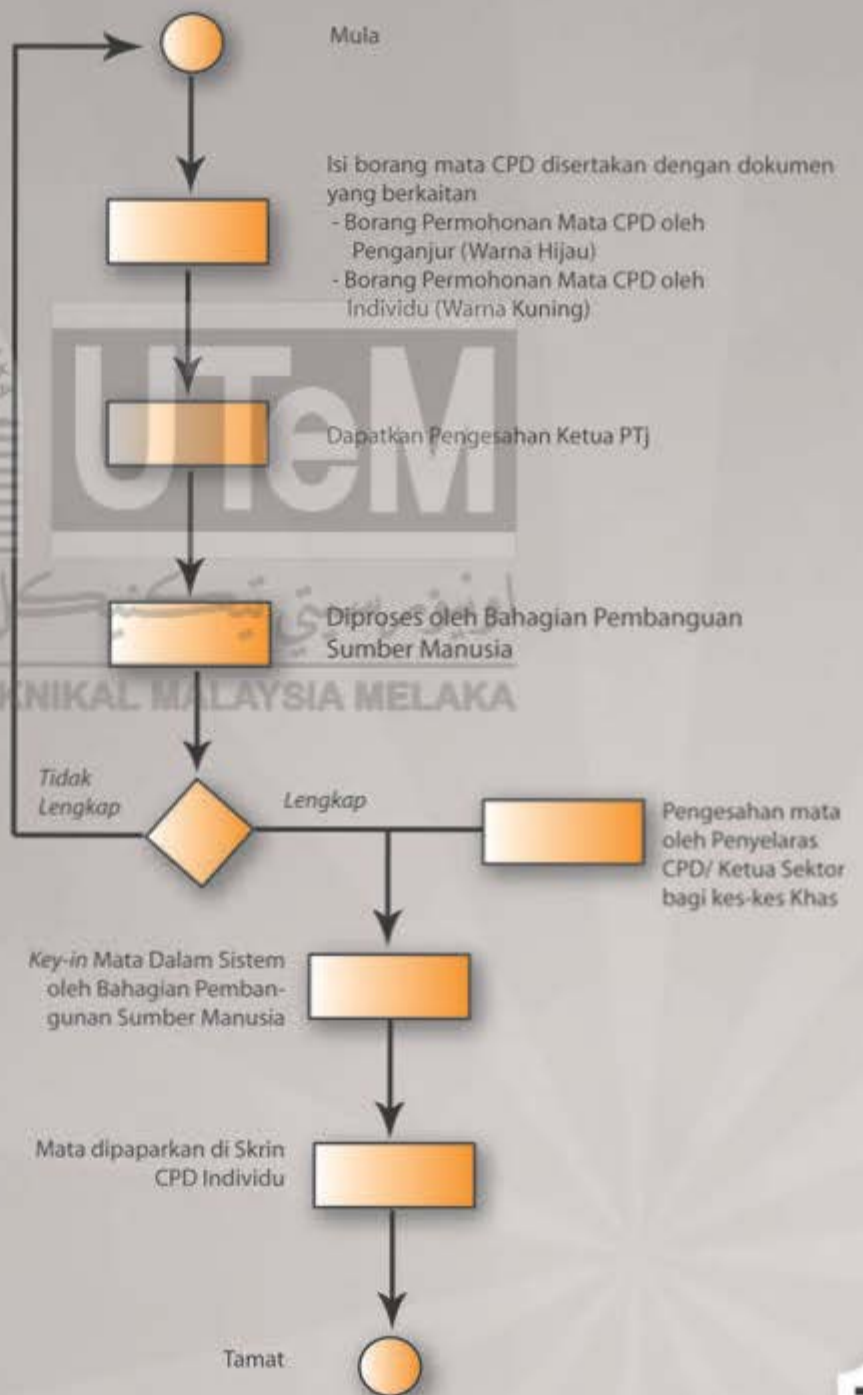 Mula
Isi borang mata CPD disertakan dengan dokumen
yang berkaitan
- Borang Permohonan Mata CPD oleh
Penganjur (Warna Hijau)
- Borang Permohonan Mata CPD oleh
Individu (Warna Kuning)
UTeM
Dapatkan Pengesahan Ketua PTj
Diproses oleh Bahagian Pembanguan
Sumber Manusia
KNIKAL MALAYSIA MELAKA
Tidak
Lengkap
Lengkap
Pengesahan mata
oleh Penyelaras
CPD/ Ketua Sektor
bagi kes-kes Khas
Key-in Mata Dalam Sistem
oleh Bahagian Pemban-
gunan Sumber Manusia
Mata dipaparkan di Skrin
CPD Individu
Tamat